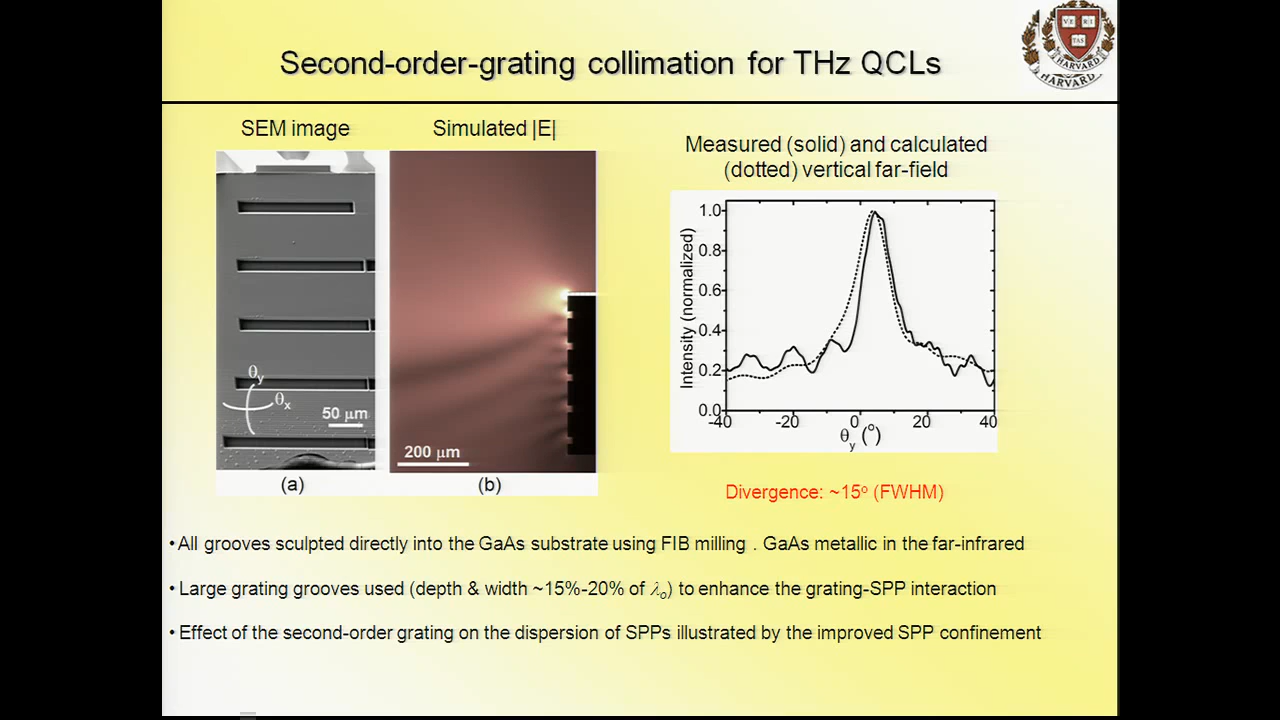 Second-order-grating collimation for THz QCLs
VE RI
TAS
HARVARD
HARVARD
SEM image
Simulated |E|
Measured (solid) and calculated
(dotted) vertical far-field
θy
θx
50 μm
200 μm
(a)
(b)
Intensity (normalized)
1.0
0.8
0.6
0.4
0.2
0.0
-40
-20
0
20
40
θy (°)
Divergence: ~15° (FWHM)
• All grooves sculpted directly into the GaAs substrate using FIB milling . GaAs metallic in the far-infrared
• Large grating grooves used (depth & width ~15%-20% of λo) to enhance the grating-SPP interaction
• Effect of the second-order grating on the dispersion of SPPs illustrated by the improved SPP confinement